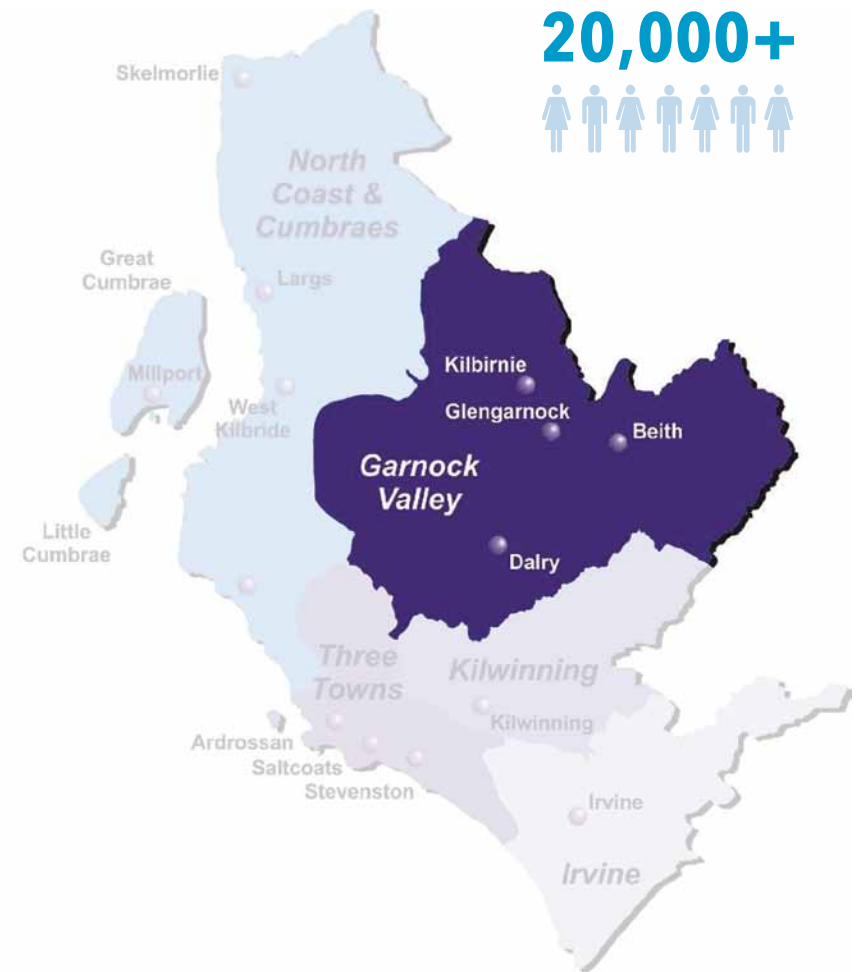 20,000+
Skelmorlie
North
Coast &
Cumbraes
Great
Cumbrae
Largs
Millport
West
Kilbride
Kilbirnie
Glengarnock
Beith
Garnock
Valley
Little
Cumbrae
Dalry
Three
Towns
Kilwinning
Kilwinning
Ardrossan
Saltcoats
Stevenston
Irvine
Irvine